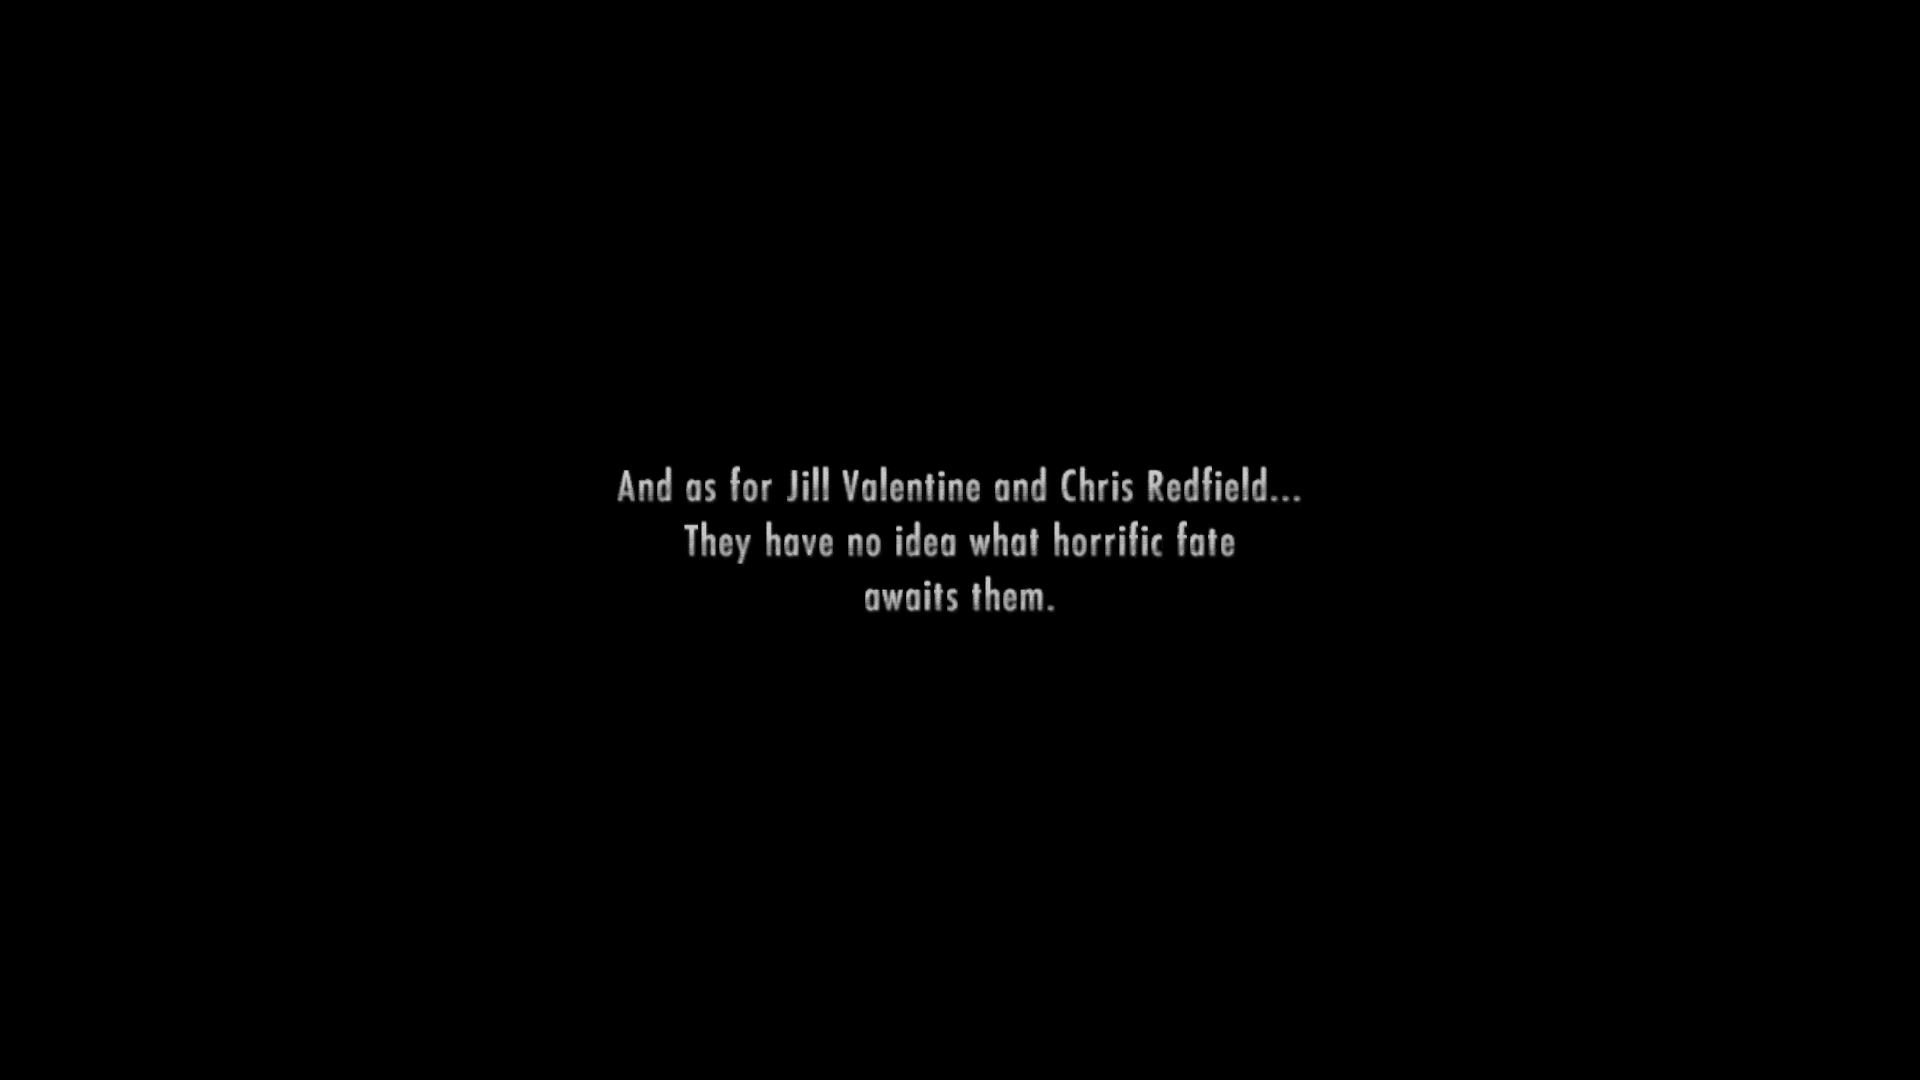 And as for Jill Valentine and Chris Redfield...
They have no idea what horrific fate
awaits them.